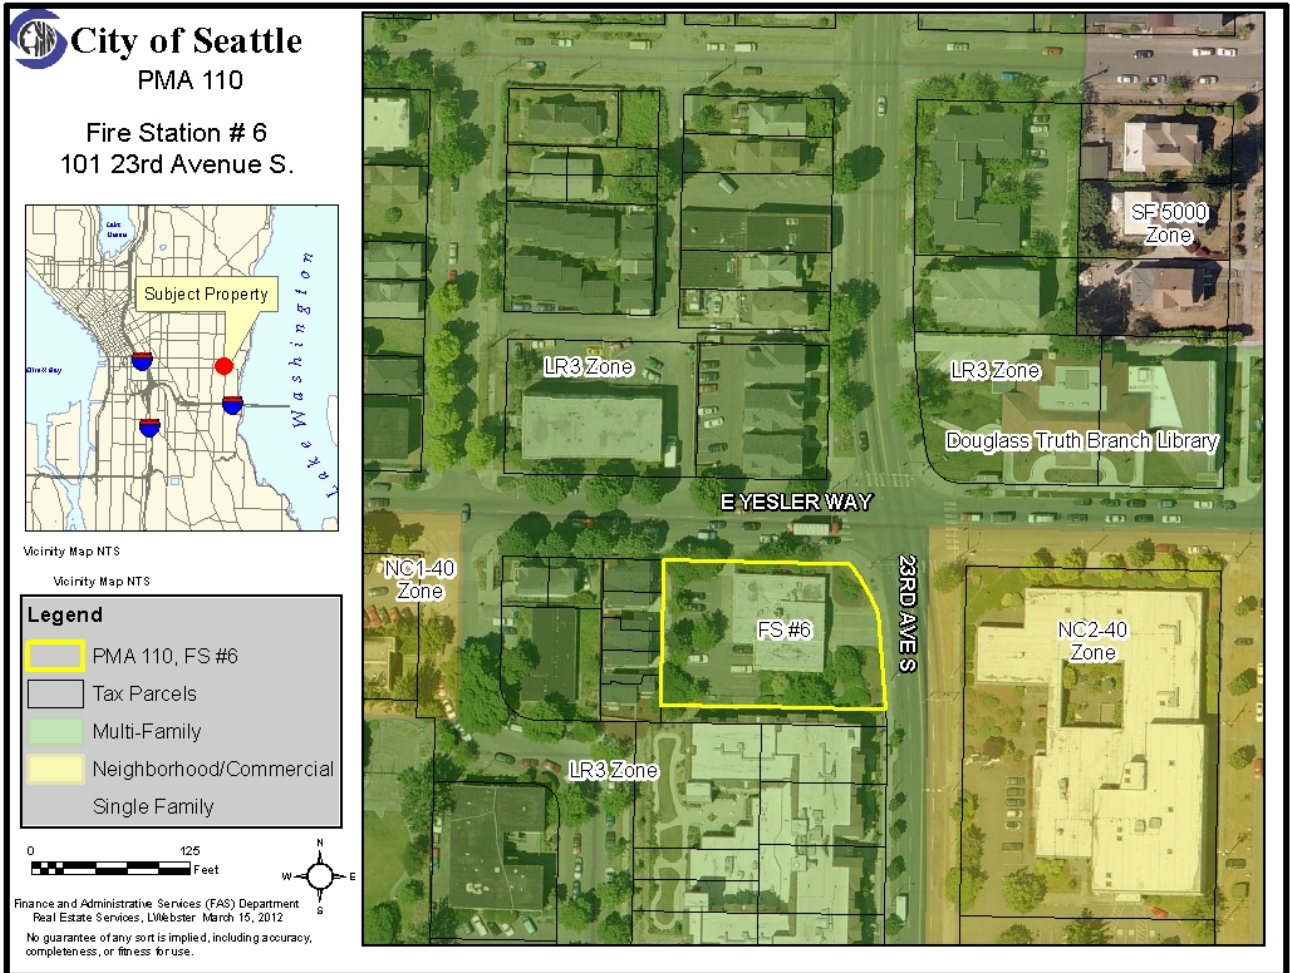 City of Seattle
PMA 110
Fire Station # 6
101 23rd Avenue S.
Lake
Union
Subject Property
Lake Washington
Vicinity Map NTS
Vicinity Map NTS
Legend
PMA 110, FS #6
Tax Parcels
Multi-Family
Neighborhood/Commercial
Single Family
0 125
Feet
N
W E
S
Finance and Administrative Services (FAS) Department
Real Estate Services, LWebster March 15, 2012
No guarantee of any sort is implied, including accuracy,
completeness, or fitness for use.
SF 5000
Zone
LR3 Zone
LR3 Zone
Douglass Truth Branch Library
E YESLER WAY
NC1-40
Zone
FS #6
23RD AVE S
NC2-40
Zone
LR3 Zone